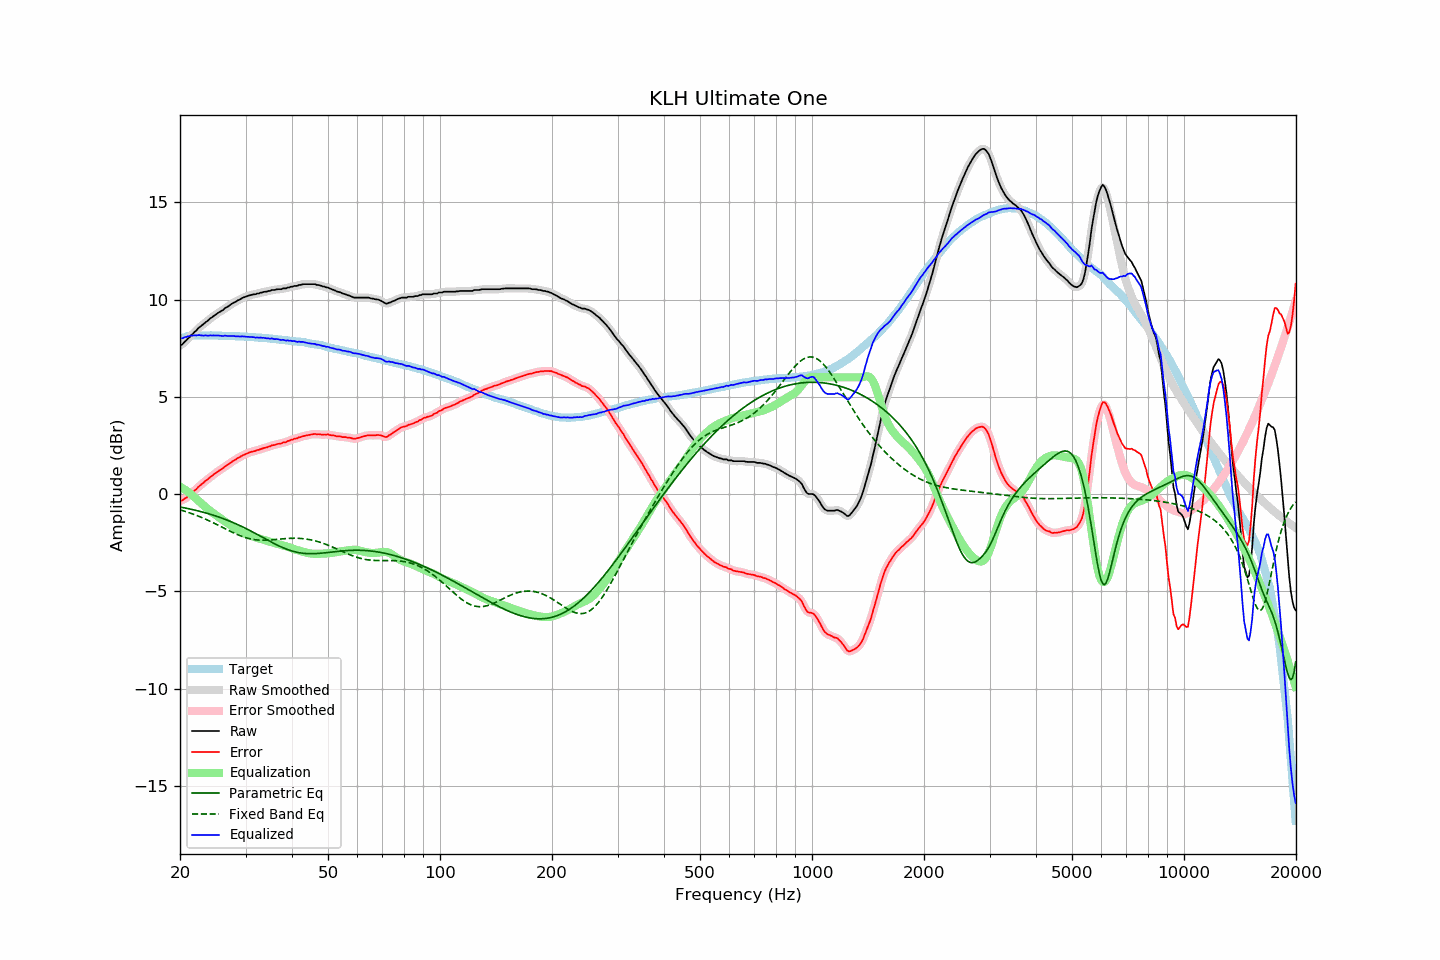 KLH Ultimate One
Amplitude (dBr)
15
10
5
0
−5
−10
−15
Target
Raw Smoothed
Error Smoothed
Raw
Error
Equalization
Parametric Eq
Fixed Band Eq
Equalized
20 50 100 200 500 1000 2000 5000 10000 20000
Frequency (Hz)